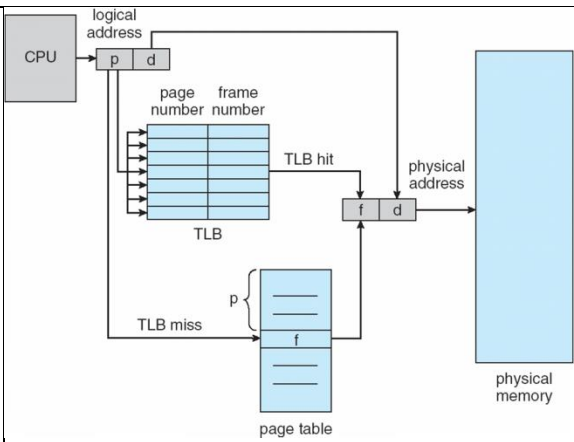 logical
address
CPU
p d
page
number
frame
number
TLB hit
physical
address
f d
TLB
p
TLB miss
f
page table
physical
memory